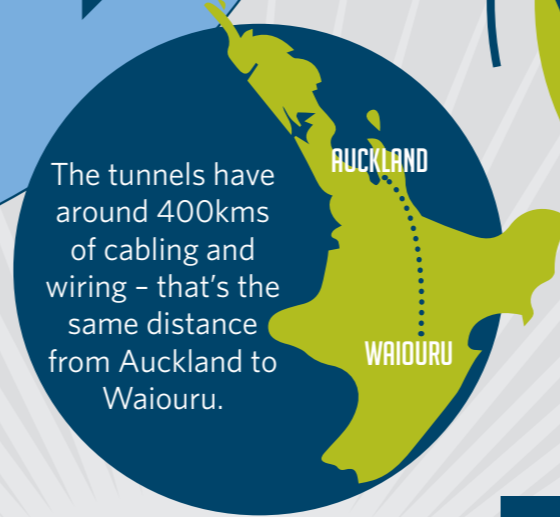 The tunnels have
around 400kms
of cabling and
wiring – that's the
same distance
from Auckland to
Waiouru.
AUCKLAND
WAIOURU